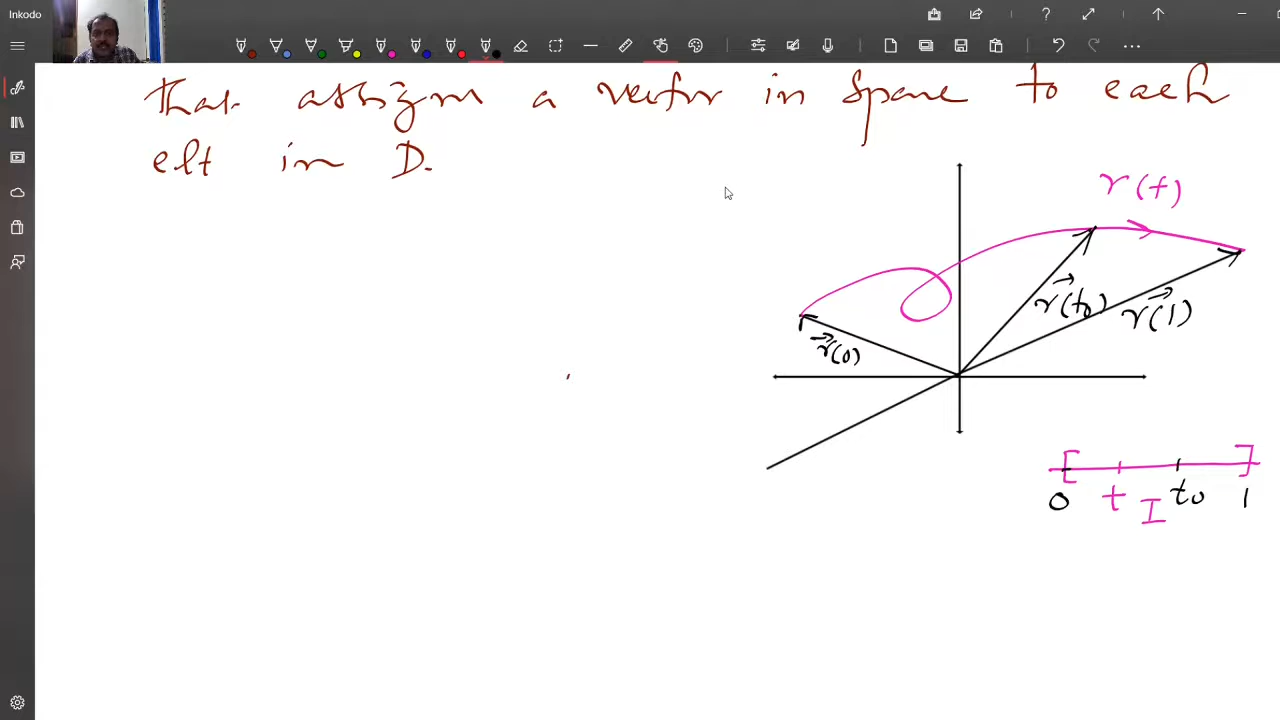 Inkodo
that assigns a vector in space to each
elt in D.
r(t)
r⃗(t₀)
r⃗(1)
r⃗(0)
0 t I t₀ 1